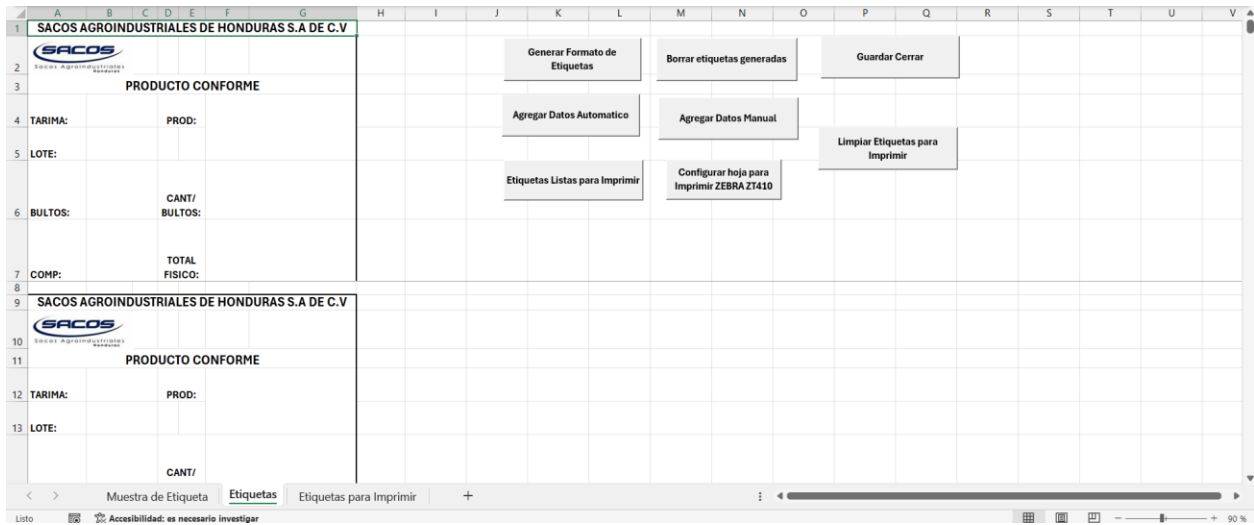 A B C D E F G H I J K L M N O P Q R S T U V
1 SACOS AGROINDUSTRIALES DE HONDURAS S.A DE C.V
SACOS
Sacos Agroindustriales
Honduras
2
Generar Formato de
Etiquetas
Borrar etiquetas generadas
Guardar Cerrar
3 PRODUCTO CONFORME
4 TARIMA: PROD:
Agregar Datos Automatico
Agregar Datos Manual
5 LOTE:
Limpiar Etiquetas para
Imprimir
Etiquetas Listas para Imprimir
Configurar hoja para
Imprimir ZEBRA ZT410
CANT/
6 BULTOS: BULTOS:
TOTAL
7 COMP: FISICO:
8
9 SACOS AGROINDUSTRIALES DE HONDURAS S.A DE C.V
SACOS
Sacos Agroindustriales
Honduras
10
11 PRODUCTO CONFORME
12 TARIMA: PROD:
13 LOTE:
CANT/
Muestra de Etiqueta Etiquetas Etiquetas para Imprimir +
Listo Accesibilidad: es necesario investigar 90 %